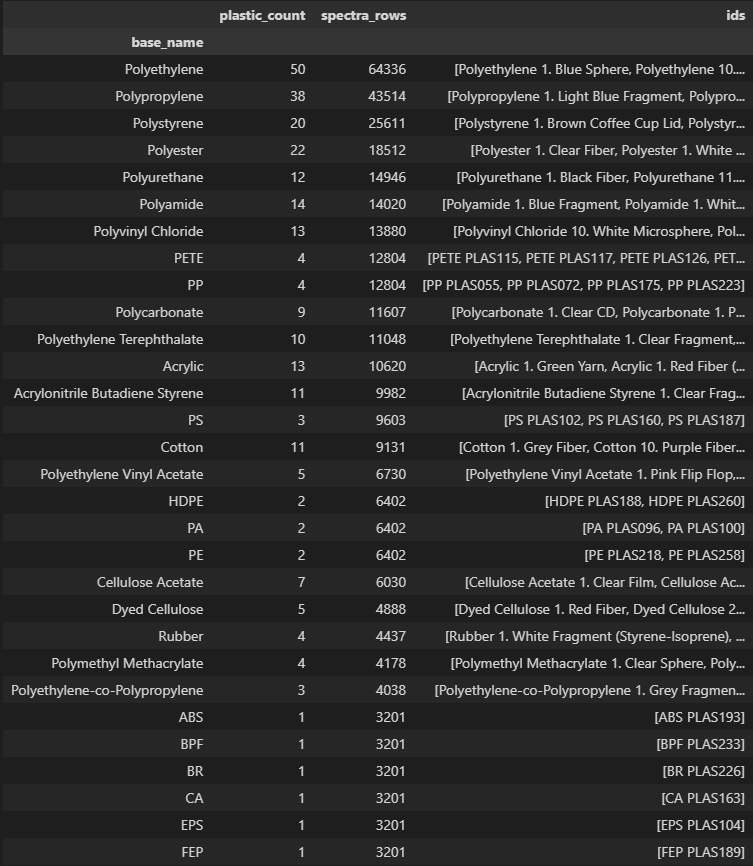 plastic_count spectra_rows ids
base_name
Polyethylene 50 64336 [Polyethylene 1. Blue Sphere, Polyethylene 10....
Polypropylene 38 43514 [Polypropylene 1. Light Blue Fragment, Polypro...
Polystyrene 20 25611 [Polystyrene 1. Brown Coffee Cup Lid, Polystyr...
Polyester 22 18512 [Polyester 1. Clear Fiber, Polyester 1. White ...
Polyurethane 12 14946 [Polyurethane 1. Black Fiber, Polyurethane 11....
Polyamide 14 14020 [Polyamide 1. Blue Fragment, Polyamide 1. Whit...
Polyvinyl Chloride 13 13880 [Polyvinyl Chloride 10. White Microsphere, Pol...
PETE 4 12804 [PETE PLAS115, PETE PLAS117, PETE PLAS126, PET...
PP 4 12804 [PP PLAS055, PP PLAS072, PP PLAS175, PP PLAS223]
Polycarbonate 9 11607 [Polycarbonate 1. Clear CD, Polycarbonate 1. P...
Polyethylene Terephthalate 10 11048 [Polyethylene Terephthalate 1. Clear Fragment,...
Acrylic 13 10620 [Acrylic 1. Green Yarn, Acrylic 1. Red Fiber (...
Acrylonitrile Butadiene Styrene 11 9982 [Acrylonitrile Butadiene Styrene 1. Clear Frag...
PS 3 9603 [PS PLAS102, PS PLAS160, PS PLAS187]
Cotton 11 9131 [Cotton 1. Grey Fiber, Cotton 10. Purple Fiber...
Polyethylene Vinyl Acetate 5 6730 [Polyethylene Vinyl Acetate 1. Pink Flip Flop,...
HDPE 2 6402 [HDPE PLAS188, HDPE PLAS260]
PA 2 6402 [PA PLAS096, PA PLAS100]
PE 2 6402 [PE PLAS218, PE PLAS258]
Cellulose Acetate 7 6030 [Cellulose Acetate 1. Clear Film, Cellulose Ac...
Dyed Cellulose 5 4888 [Dyed Cellulose 1. Red Fiber, Dyed Cellulose 2...
Rubber 4 4437 [Rubber 1. White Fragment (Styrene-Isoprene), ...
Polymethyl Methacrylate 4 4178 [Polymethyl Methacrylate 1. Clear Sphere, Poly...
Polyethylene-co-Polypropylene 3 4038 [Polyethylene-co-Polypropylene 1. Grey Fragmen...
ABS 1 3201 [ABS PLAS193]
BPF 1 3201 [BPF PLAS233]
BR 1 3201 [BR PLAS226]
CA 1 3201 [CA PLAS163]
EPS 1 3201 [EPS PLAS104]
FEP 1 3201 [FEP PLAS189]